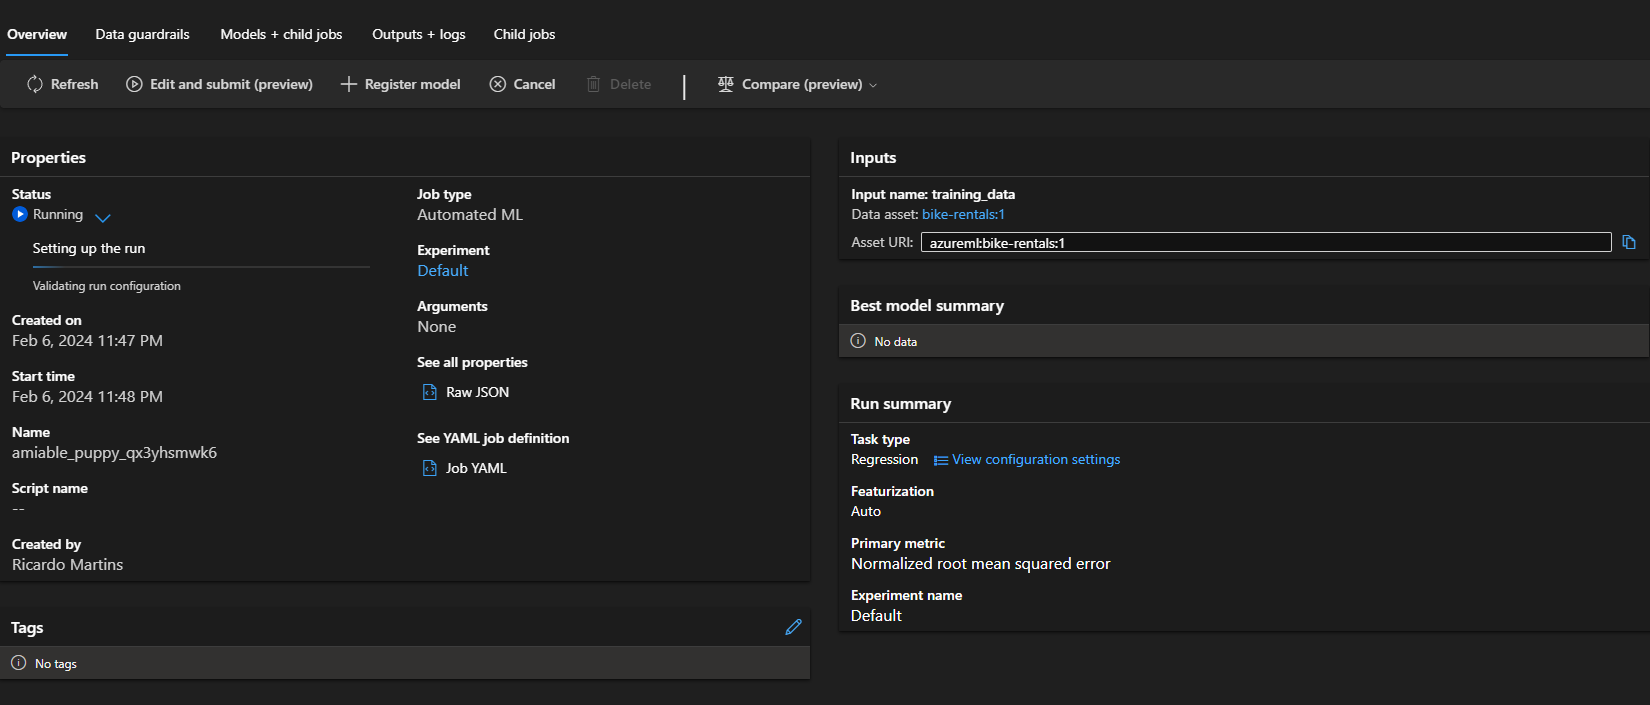 Overview Data guardrails Models + child jobs Outputs + logs Child jobs
Refresh Edit and submit (preview) Register model Cancel Delete Compare (preview)
Properties
Status
Running
Setting up the run
Validating run configuration
Created on
Feb 6, 2024 11:47 PM
Start time
Feb 6, 2024 11:48 PM
Name
amiable_puppy_qx3yhsmwk6
Script name
--
Created by
Ricardo Martins
Job type
Automated ML
Experiment
Default
Arguments
None
See all properties
Raw JSON
See YAML job definition
Job YAML
Tags
No tags
Inputs
Input name: training_data
Data asset: bike-rentals:1
Asset URI: azureml:bike-rentals:1
Best model summary
No data
Run summary
Task type
Regression View configuration settings
Featurization
Auto
Primary metric
Normalized root mean squared error
Experiment name
Default